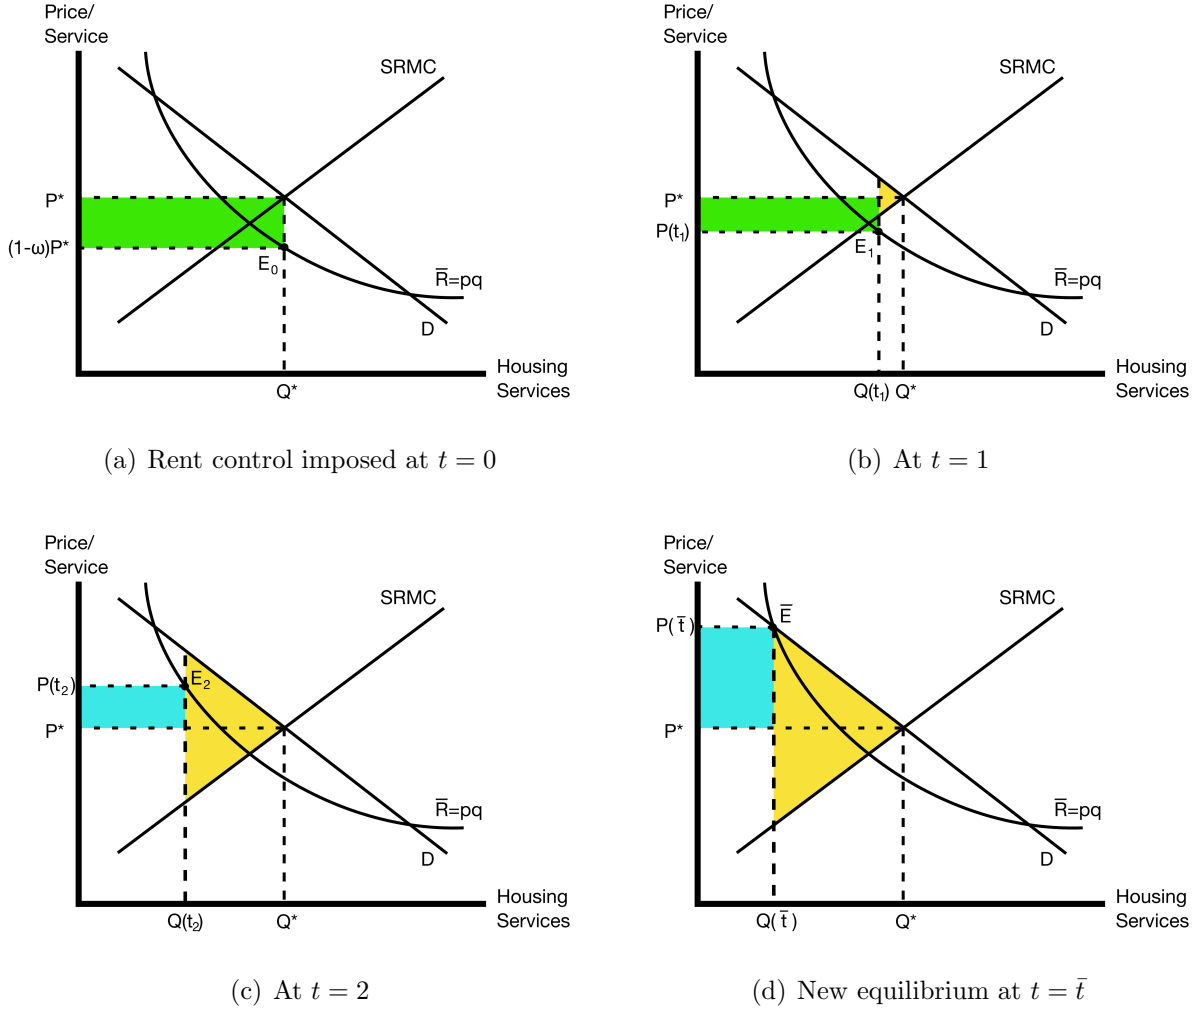 Price/
Service
SRMC
P*
(1-ω)P*
E₀
R̅=pq
D
Housing
Services
Q*
(a) Rent control imposed at t = 0
Price/
Service
SRMC
P*
P(t₁)
E₁
R̅=pq
D
Housing
Services
Q(t₁) Q*
(b) At t = 1
Price/
Service
SRMC
P(t₂)
E₂
P*
R̅=pq
D
Housing
Services
Q(t₂) Q*
(c) At t = 2
Price/
Service
SRMC
P( t̅ )
E̅
P*
R̅=pq
D
Housing
Services
Q( t̅ ) Q*
(d) New equilibrium at t = t̅